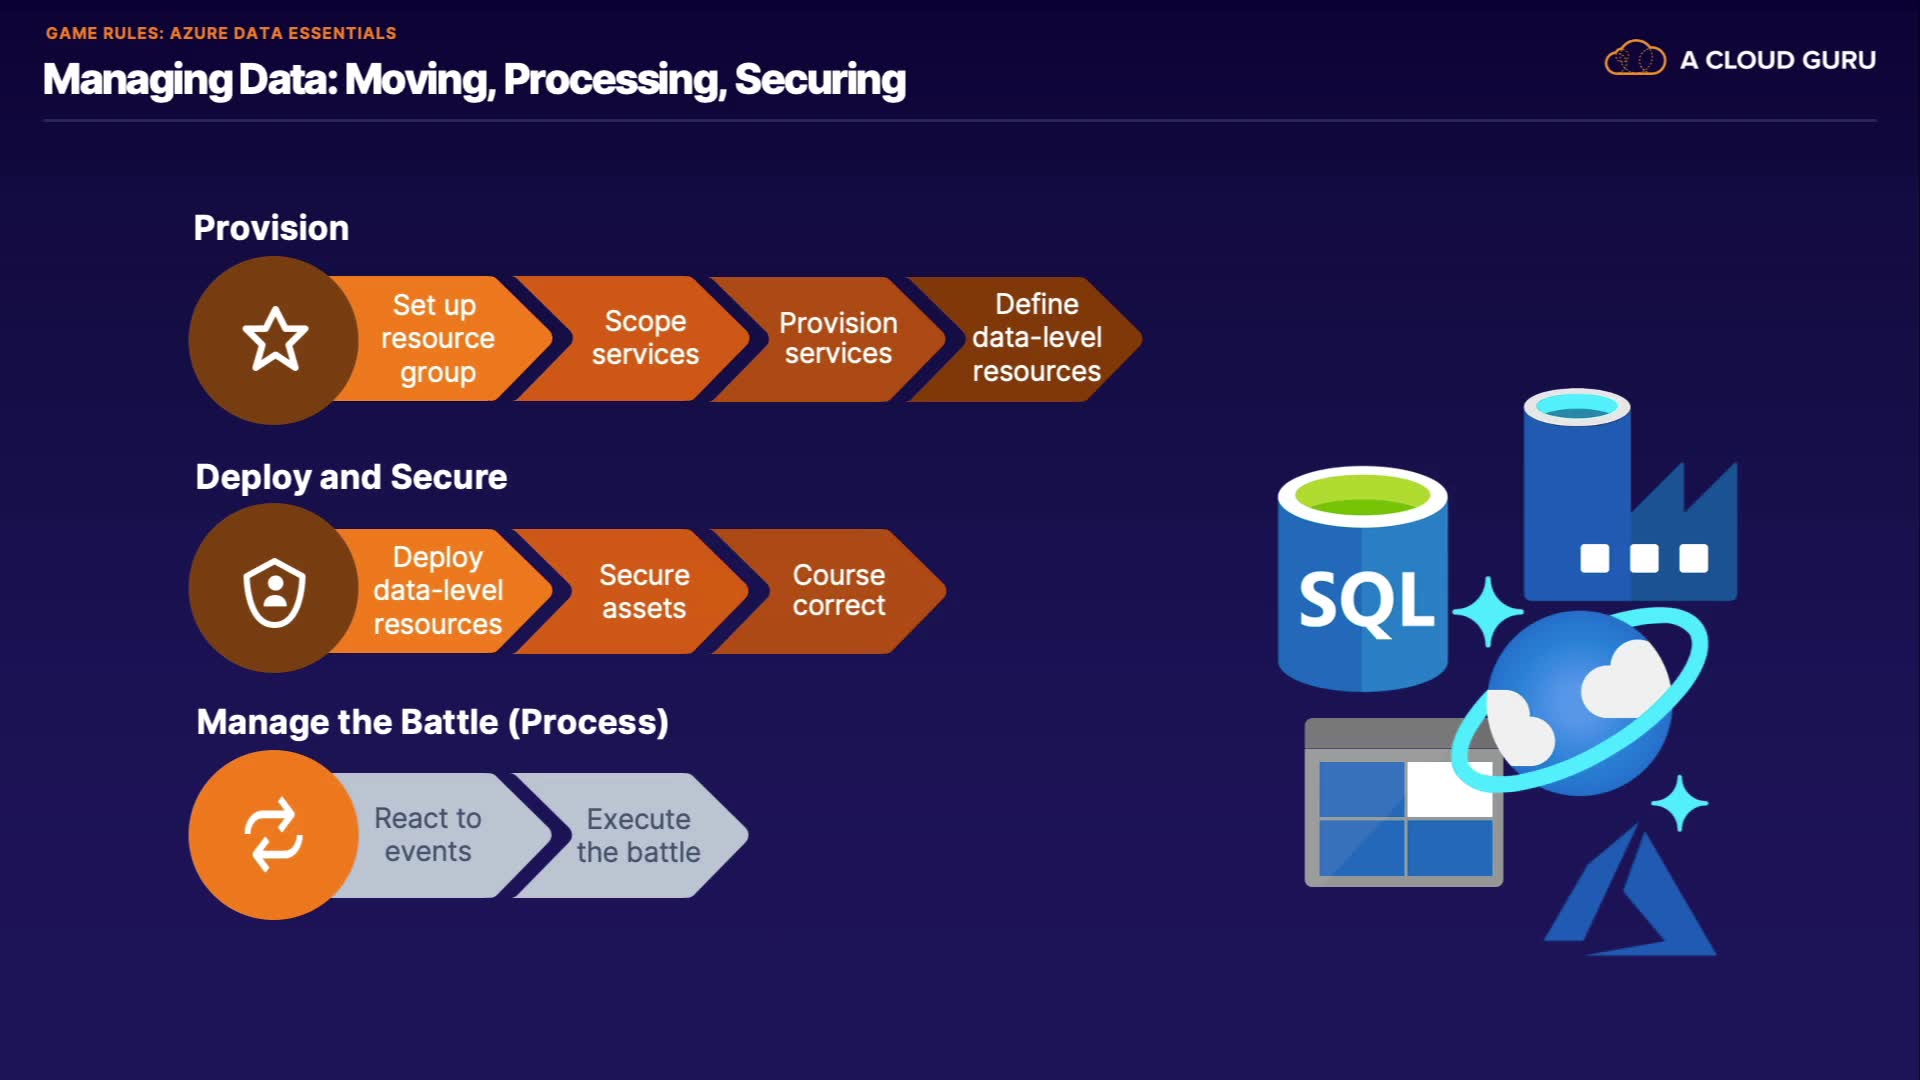 GAME RULES: AZURE DATA ESSENTIALS
Managing Data: Moving, Processing, Securing
A CLOUD GURU
Provision
Set up
resource
group
Scope
services
Provision
services
Define
data-level
resources
Deploy and Secure
Deploy
data-level
resources
Secure
assets
Course
correct
Manage the Battle (Process)
React to
events
Execute
the battle
SQL